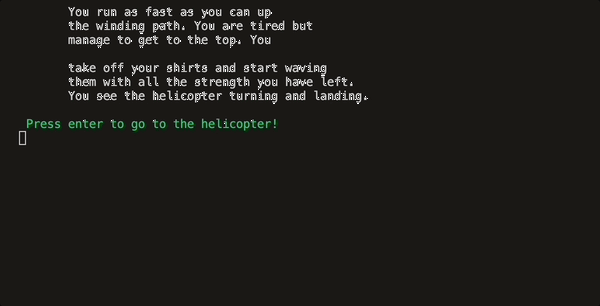 You run as fast as you can up
the winding path. You are tired but
manage to get to the top. You
take off your shirts and start waving
them with all the strength you have left.
You see the helicopter turning and landing.
Press enter to go to the helicopter!